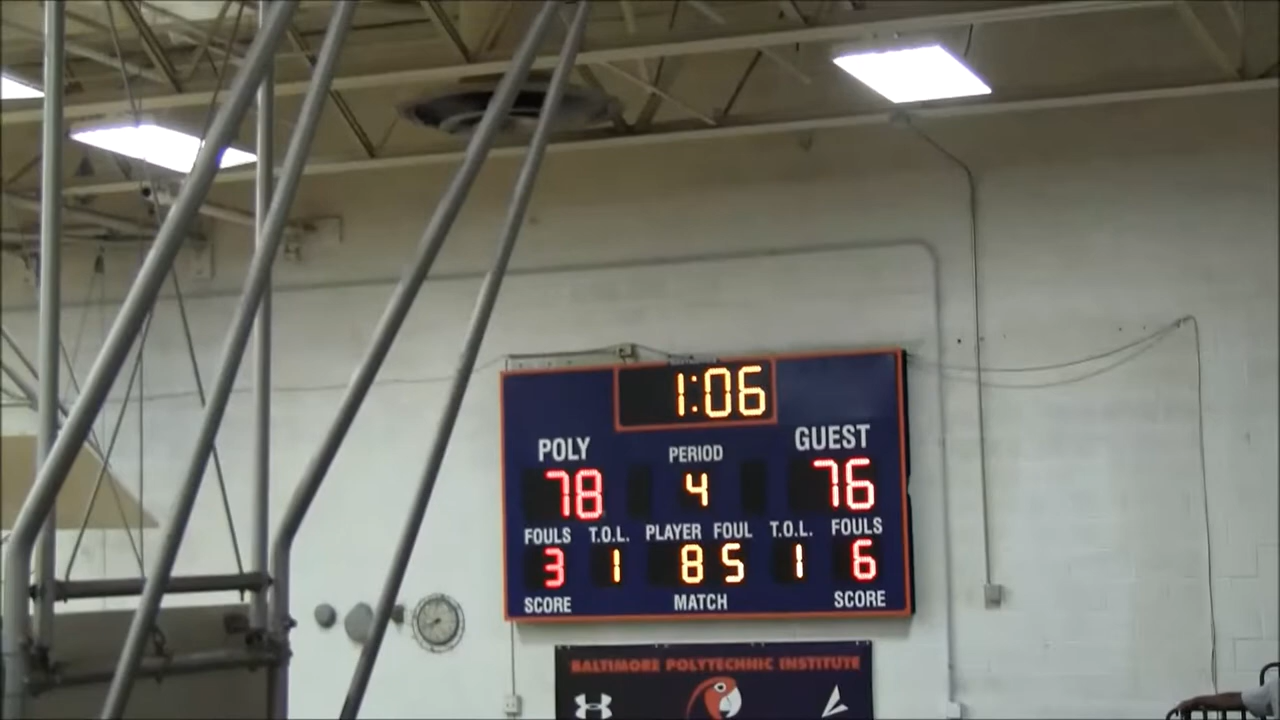 1:06
POLY PERIOD GUEST
78 4 76
FOULS T.O.L. PLAYER FOUL T.O.L. FOULS
3 1 8 5 1 6
SCORE MATCH SCORE
BALTIMORE POLYTECHNIC INSTITUTE